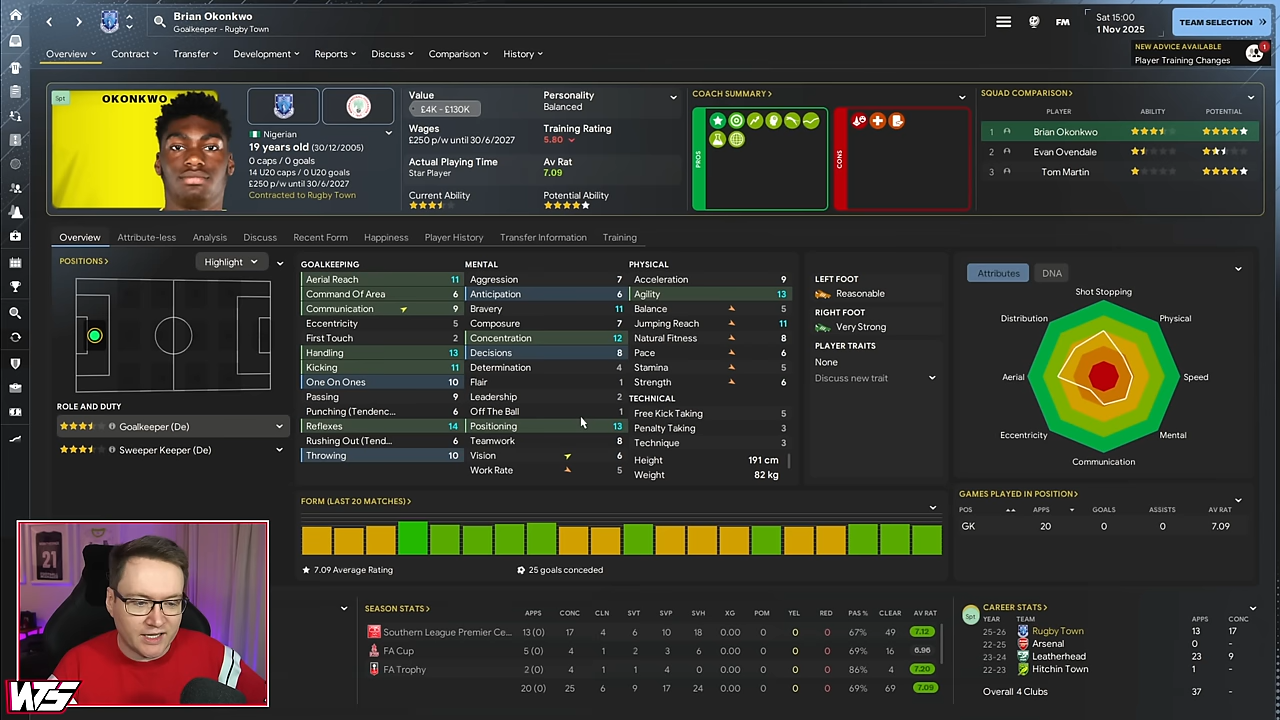 Brian Okonkwo
Goalkeeper - Rugby Town
FM
Sat 15:00
1 Nov 2025
TEAM SELECTION
Overview
Contract
Transfer
Development
Reports
Discuss
Comparison
History
NEW ADVICE AVAILABLE
Player Training Changes
1
Spt
OKONKWO
Nigerian
19 years old (30/12/2005)
0 caps / 0 goals
14 U20 caps / 0 U20 goals
£250 p/w until 30/6/2027
Contracted to Rugby Town
Value
£4K - £130K
Wages
£250 p/w until 30/6/2027
Actual Playing Time
Star Player
Current Ability
Personality
Balanced
Training Rating
5.80
Av Rat
7.09
Potential Ability
COACH SUMMARY >
PROS
CONS
SQUAD COMPARISON >
PLAYER ABILITY POTENTIAL
1 Brian Okonkwo
2 Evan Ovendale
3 Tom Martin
Overview
Attribute-less
Analysis
Discuss
Recent Form
Happiness
Player History
Transfer Information
Training
POSITIONS >
Highlight
ROLE AND DUTY
Goalkeeper (De)
Sweeper Keeper (De)
GOALKEEPING
Aerial Reach 11
Command Of Area 6
Communication 9
Eccentricity 5
First Touch 2
Handling 13
Kicking 11
One On Ones 10
Passing 9
Punching (Tendenc... 6
Reflexes 14
Rushing Out (Tend... 6
Throwing 10
MENTAL
Aggression 7
Anticipation 6
Bravery 11
Composure 7
Concentration 12
Decisions 8
Determination 4
Flair 1
Leadership 2
Off The Ball 1
Positioning 13
Teamwork 8
Vision 6
Work Rate 5
PHYSICAL
Acceleration 9
Agility 13
Balance 5
Jumping Reach 11
Natural Fitness 8
Pace 6
Stamina 5
Strength 6
TECHNICAL
Free Kick Taking 5
Penalty Taking 3
Technique 3
Height 191 cm
Weight 82 kg
LEFT FOOT
Reasonable
RIGHT FOOT
Very Strong
PLAYER TRAITS
None
Discuss new trait
Attributes
DNA
Shot Stopping
Physical
Speed
Mental
Communication
Eccentricity
Aerial
Distribution
FORM (LAST 20 MATCHES) >
7.09 Average Rating
25 goals conceded
GAMES PLAYED IN POSITION >
POS APPS GOALS ASSISTS AV RAT
GK 20 0 0 7.09
SEASON STATS >
APPS CONC CLN SVT SVP SVH XG POM YEL RED PAS % CLEAR AV RAT
Southern League Premier Ce... 13 (0) 17 4 6 10 18 0.00 0 0 0 67% 49 7.12
FA Cup 5 (0) 4 1 2 3 6 0.00 0 0 0 69% 16 6.96
FA Trophy 2 (0) 4 1 1 4 0 0.00 0 0 0 86% 4 7.20
20 (0) 25 6 9 17 24 0.00 0 0 0 69% 69 7.09
Spt
CAREER STATS >
YEAR TEAM APPS CONC
25-26 Rugby Town 13 17
22-25 Arsenal 0 -
23-24 Leatherhead 23 9
22-23 Hitchin Town 1 -
Overall 4 Clubs 37 -
21
WTS